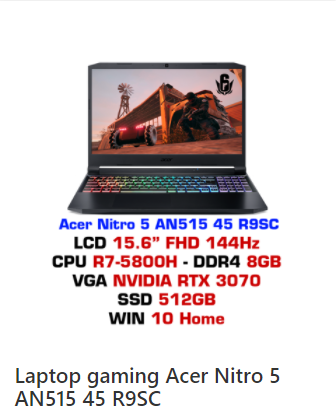 Acer Nitro 5 AN515 45 R9SC
LCD 15.6” FHD 144Hz
CPU R7-5800H - DDR4 8GB
VGA NVIDIA RTX 3070
SSD 512GB
WIN 10 Home
Laptop gaming Acer Nitro 5
AN515 45 R9SC